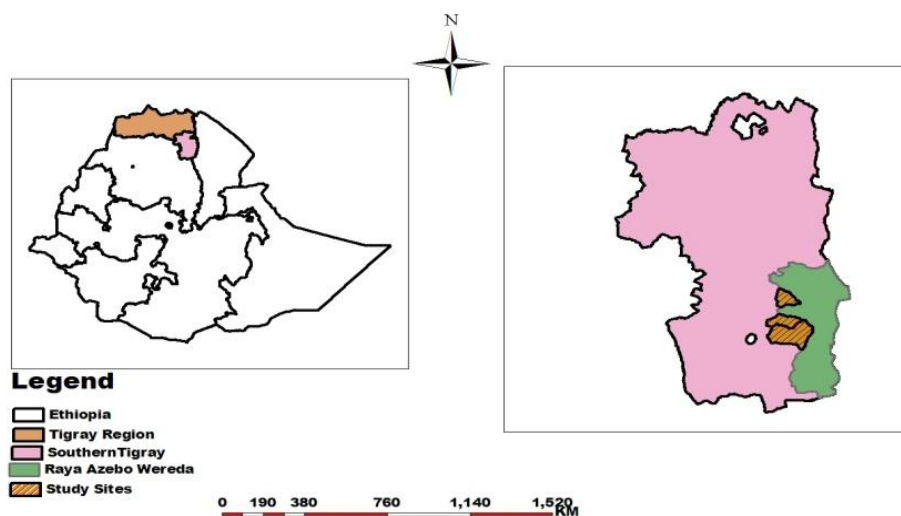 N
Legend
Ethiopia
Tigray Region
SouthernTigray
Raya Azebo Wereda
Study Sites
0 190 380 760 1,140 1,520
KM